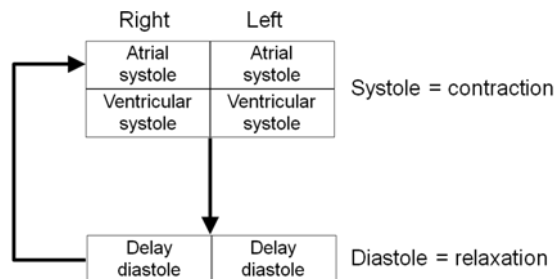 Right Left
Atrial systole Atrial systole
Systole = contraction
Ventricular systole Ventricular systole
Delay diastole Delay diastole
Diastole = relaxation